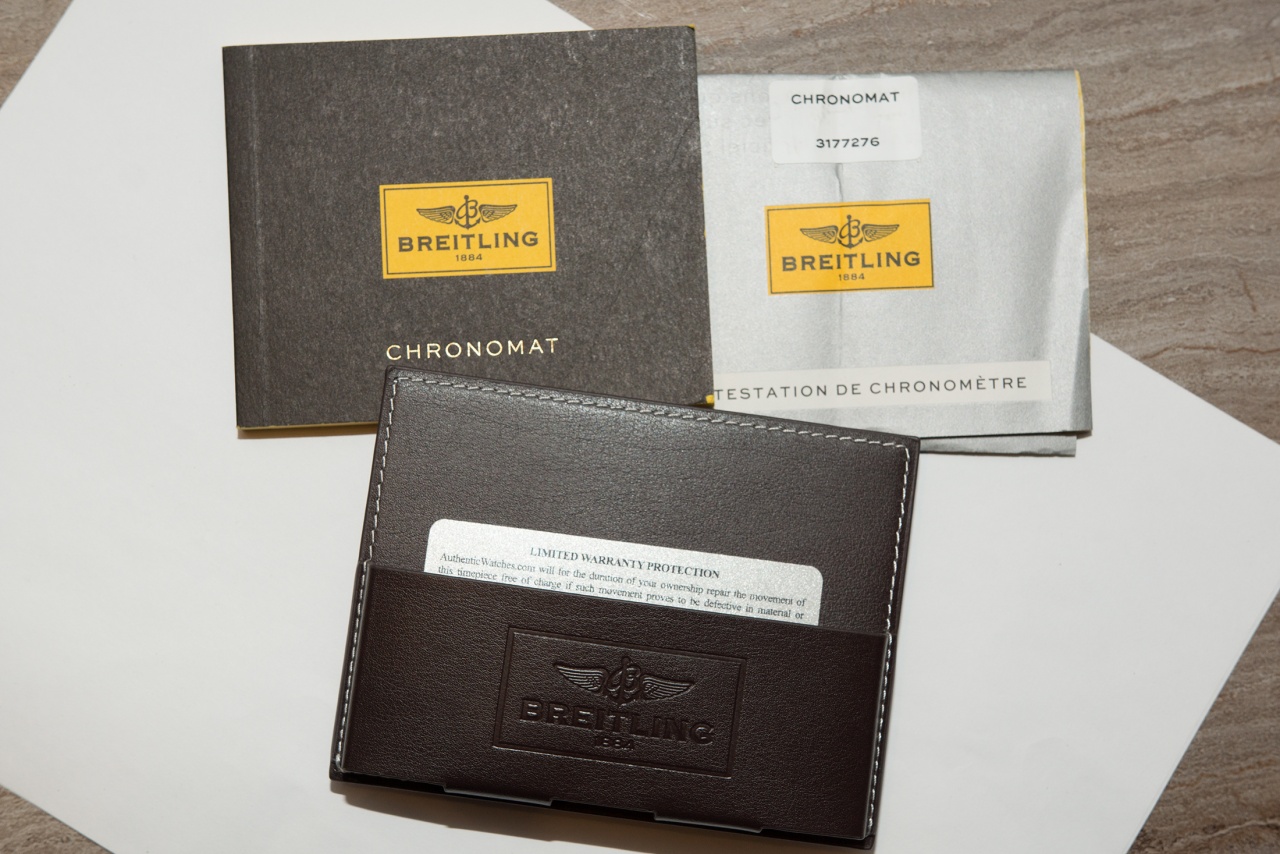 BREITLING
1884
CHRONOMAT
CHRONOMAT
3177276
BREITLING
1884
TESTATION DE CHRONOMÈTRE
LIMITED WARRANTY PROTECTION
AuthenticWatches.com will for the duration of your ownership repair the movement of
this timepiece free of charge if such movement proves to be defective in material or
BREITLING
1884